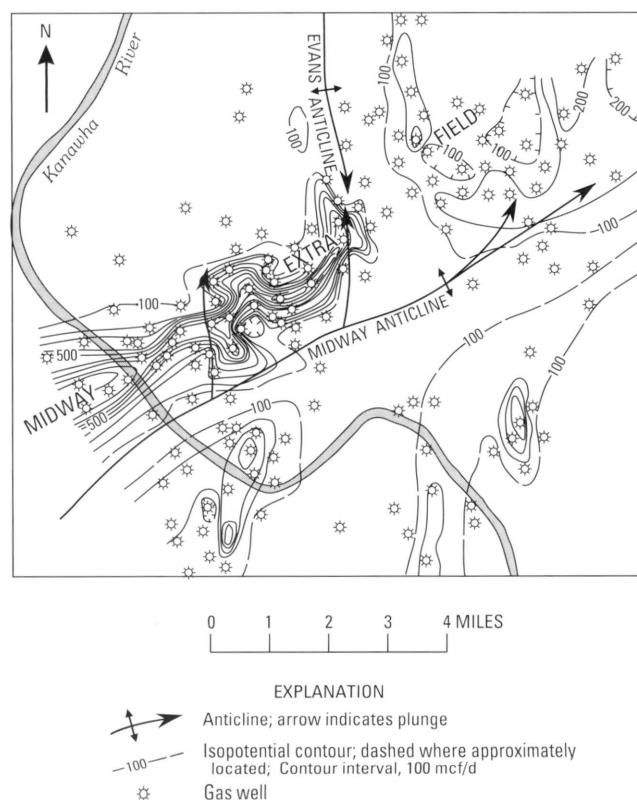 N
Kanawha River
EVANS ANTICLINE
100
100
200
200
FIELD
100
100
100
EXTRA
100
100
MIDWAY ANTICLINE
500
100
100
MIDWAY
500
100
0 1 2 3 4 MILES
EXPLANATION
Anticline; arrow indicates plunge
—100— Isopotential contour; dashed where approximately
located; Contour interval, 100 mcf/d
Gas well